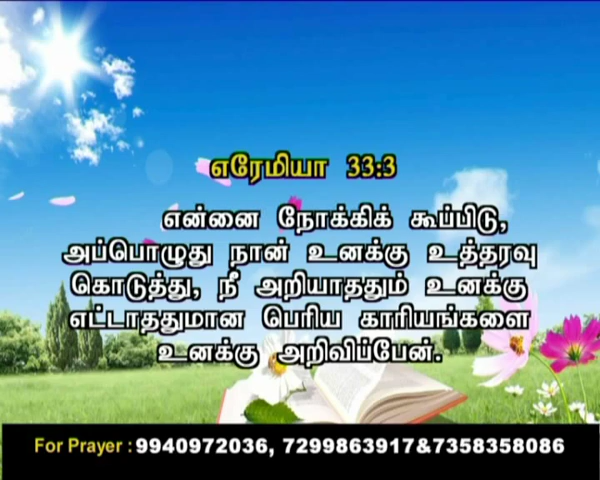 எரேமியா 33:3
என்னை நோக்கிக் கூப்பிடு,
அப்பொழுது நான் உனக்கு உத்தரவு
கொடுத்து, நீ அறியாததும் உனக்கு
எட்டாததுமான பெரிய காரியங்களை
உனக்கு அறிவிப்பேன்.
For Prayer : 9940972036, 7299863917&7358358086